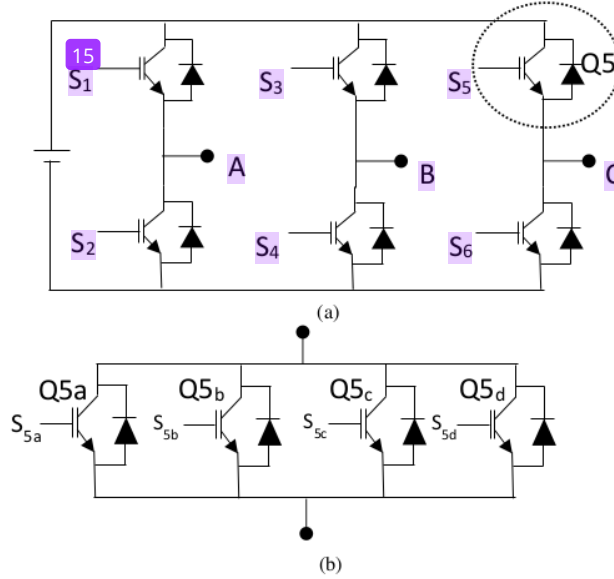 15
S1 S3 S5 Q5
A B C
S2 S4 S6
(a)
Q5a Q5b Q5c Q5d
S5a S5b S5c S5d
(b)